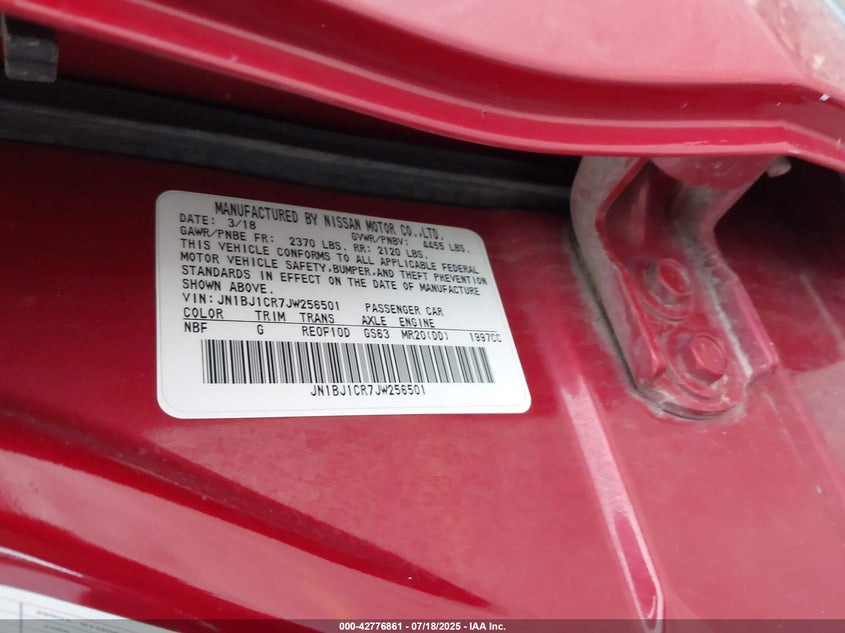 MANUFACTURED BY NISSAN MOTOR CO.,LTD.
DATE: 3/18 GVWR/PNBV: 4455 LBS.
GAWR/PNBE FR: 2370 LBS. RR: 2120 LBS.
THIS VEHICLE CONFORMS TO ALL APPLICABLE FEDERAL
MOTOR VEHICLE SAFETY,BUMPER,AND THEFT PREVENTION
STANDARDS IN EFFECT ON THE DATE OF MANUFACTURE
SHOWN ABOVE.
VIN: JN1BJ1CR7JW256501 PASSENGER CAR
COLOR TRIM TRANS AXLE ENGINE
NBF G REOF10D GS63 MR20(DD) 1997CC
JN1BJ1CR7JW256501
000-42776861 07/18/2025 - IAA Inc.